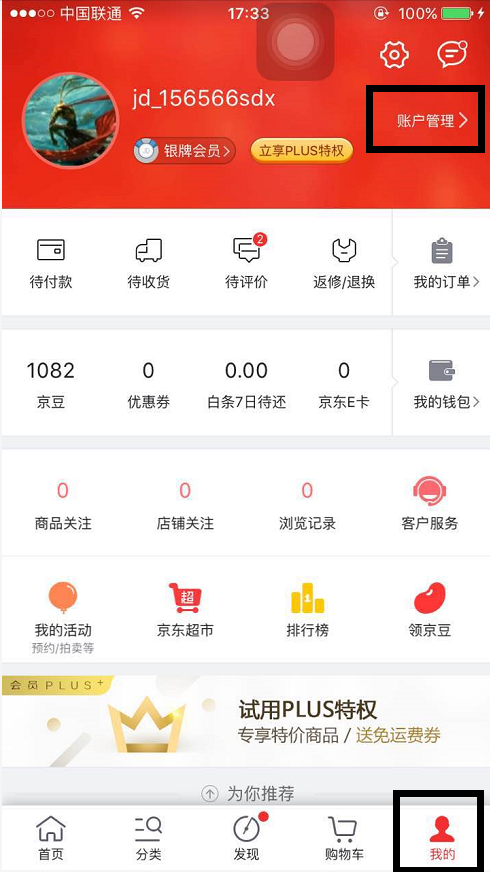 中国联通 17:33 100%
jd_156566sdx
账户管理
银牌会员 立享PLUS特权
2
待付款 待收货 待评价 返修/退换 我的订单
1082 0 0.00 0
京豆 优惠券 白条7日待还 京东E卡 我的钱包
0 0 0
商品关注 店铺关注 浏览记录 客户服务
超 1
我的活动 京东超市 排行榜 领京豆
预约/拍卖等
会员PLUS+
试用PLUS特权
专享特价商品 / 送免运费券
为你推荐
首页 分类 发现 购物车 我的